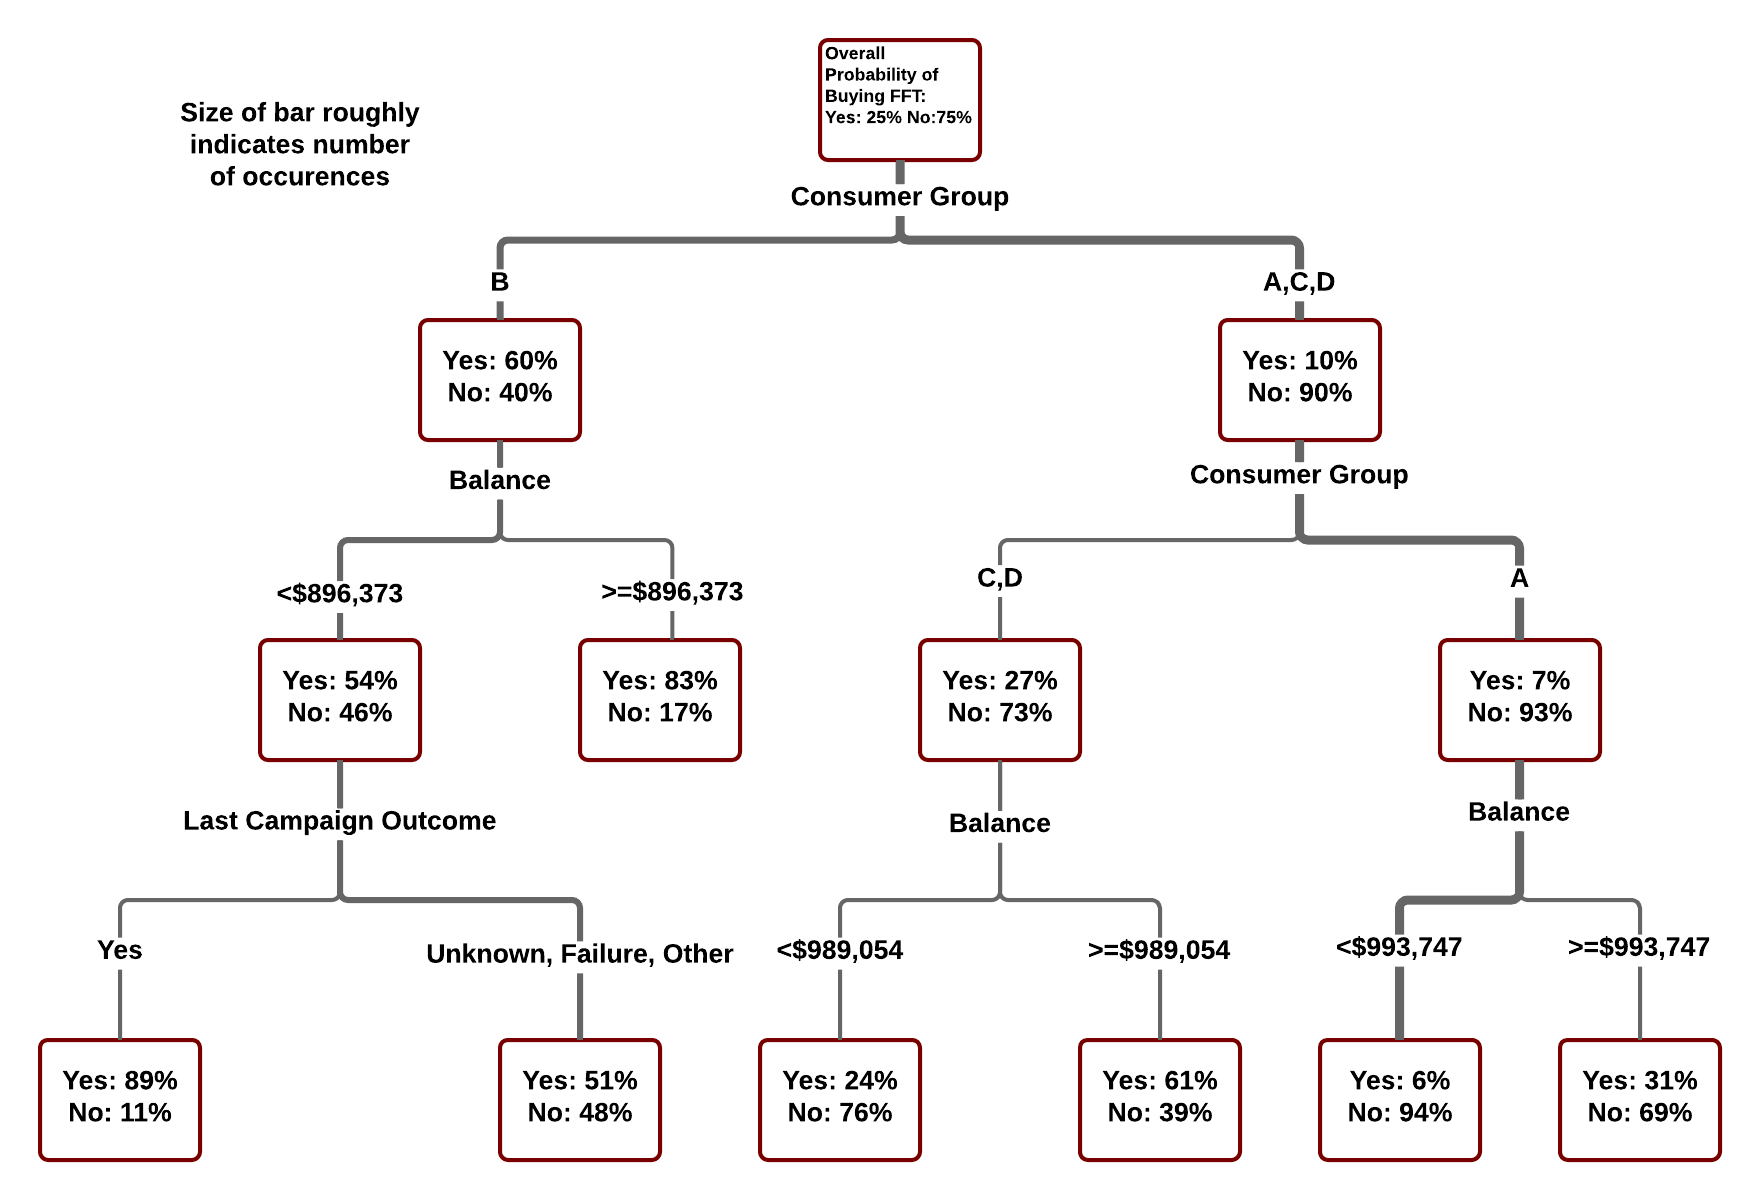 Overall
Probability of
Buying FFT:
Yes: 25% No:75%
Size of bar roughly
indicates number
of occurences
Consumer Group
B
A,C,D
Yes: 60%
No: 40%
Yes: 10%
No: 90%
Balance
Consumer Group
<$896,373
>=$896,373
C,D
A
Yes: 54%
No: 46%
Yes: 83%
No: 17%
Yes: 27%
No: 73%
Yes: 7%
No: 93%
Last Campaign Outcome
Balance
Balance
Yes
Unknown, Failure, Other
<$989,054
>=$989,054
<$993,747
>=$993,747
Yes: 89%
No: 11%
Yes: 51%
No: 48%
Yes: 24%
No: 76%
Yes: 61%
No: 39%
Yes: 6%
No: 94%
Yes: 31%
No: 69%